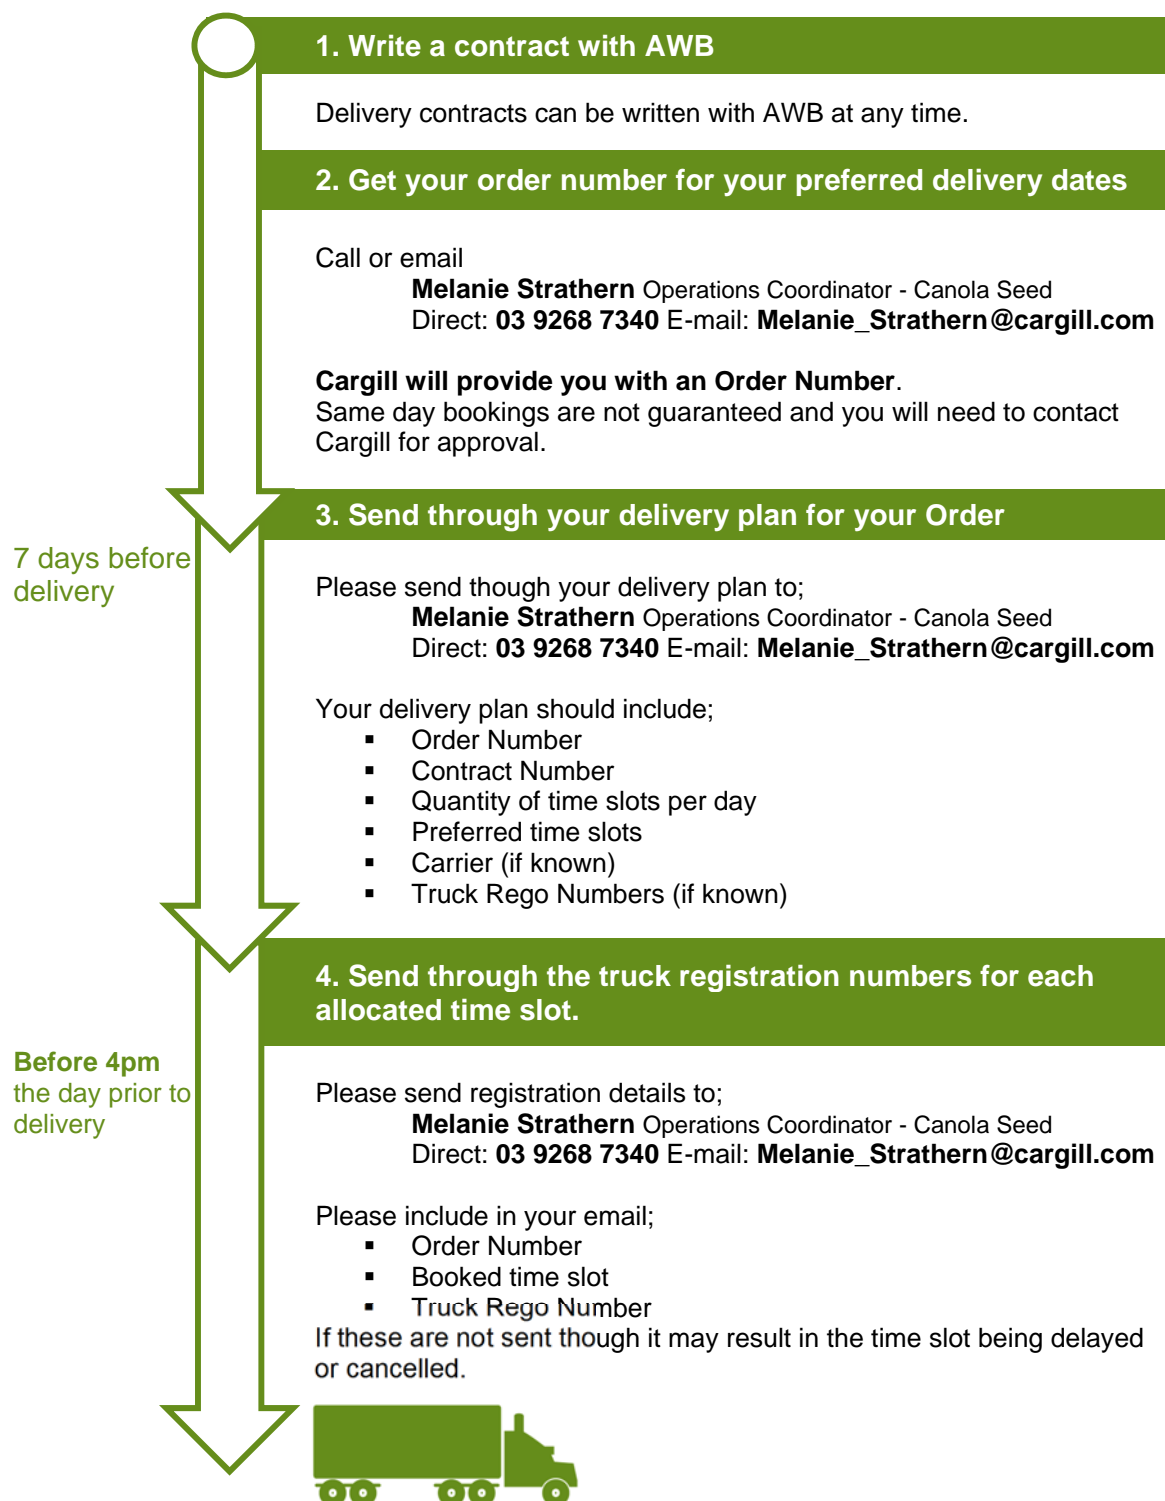 1. Write a contract with AWB
Delivery contracts can be written with AWB at any time.
2. Get your order number for your preferred delivery dates
Call or email
Melanie Strathern Operations Coordinator - Canola Seed
Direct: 03 9268 7340 E-mail: Melanie_Strathern@cargill.com
Cargill will provide you with an Order Number.
Same day bookings are not guaranteed and you will need to contact
Cargill for approval.
3. Send through your delivery plan for your Order
7 days before
delivery
Please send though your delivery plan to;
Melanie Strathern Operations Coordinator - Canola Seed
Direct: 03 9268 7340 E-mail: Melanie_Strathern@cargill.com
Your delivery plan should include;
▪ Order Number
▪ Contract Number
▪ Quantity of time slots per day
▪ Preferred time slots
▪ Carrier (if known)
▪ Truck Rego Numbers (if known)
4. Send through the truck registration numbers for each
allocated time slot.
Before 4pm
the day prior to
delivery
Please send registration details to;
Melanie Strathern Operations Coordinator - Canola Seed
Direct: 03 9268 7340 E-mail: Melanie_Strathern@cargill.com
Please include in your email;
▪ Order Number
▪ Booked time slot
▪ Truck Rego Number
If these are not sent though it may result in the time slot being delayed
or cancelled.